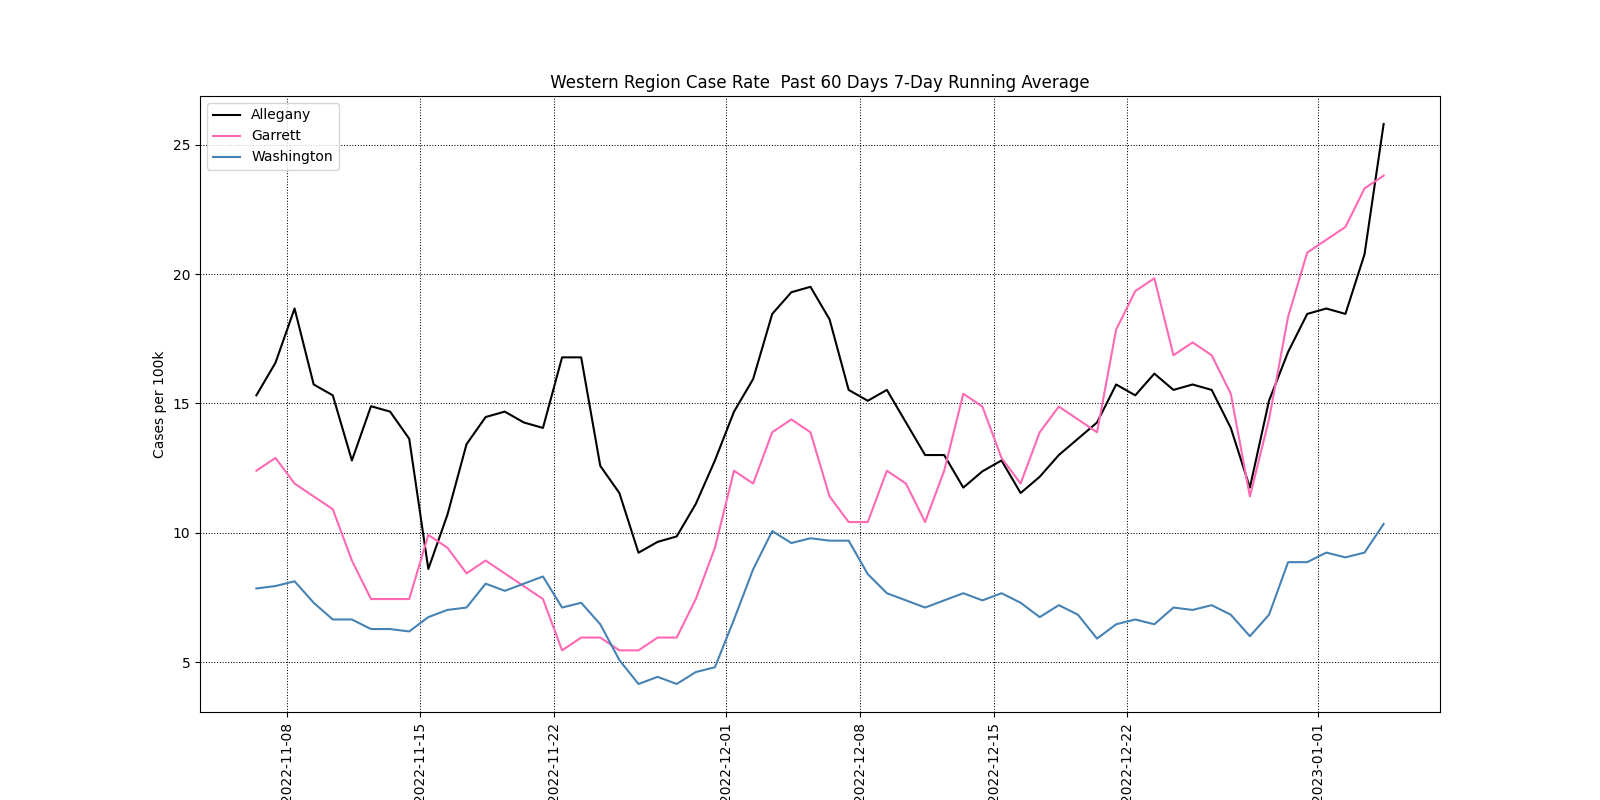 Western Region Case Rate  Past 60 Days 7-Day Running Average
Allegany
Garrett
Washington
Cases per 100k
25
20
15
10
5
2022-11-08
2022-11-15
2022-11-22
2022-12-01
2022-12-08
2022-12-15
2022-12-22
2023-01-01